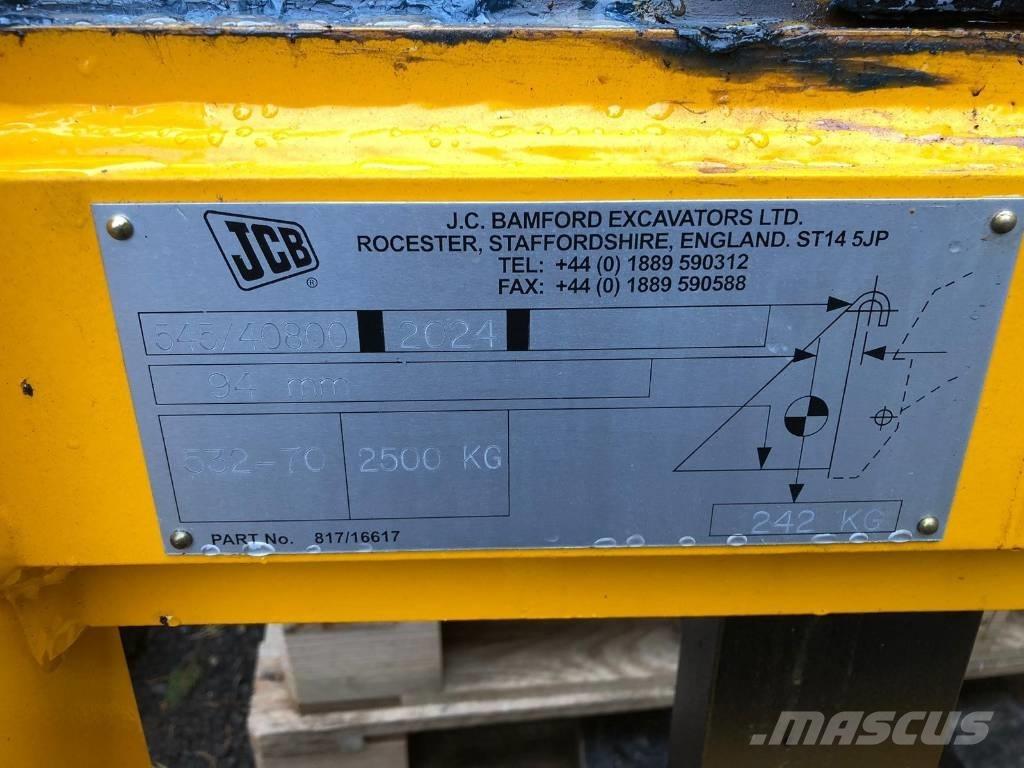 JCB
®
J.C. BAMFORD EXCAVATORS LTD.
ROCESTER, STAFFORDSHIRE, ENGLAND. ST14 5JP
TEL: +44 (0) 1889 590312
FAX: +44 (0) 1889 590588
545/40800 2024
94 mm
532-70 2500 KG
242 KG
PART No. 817/16617
MASCUS